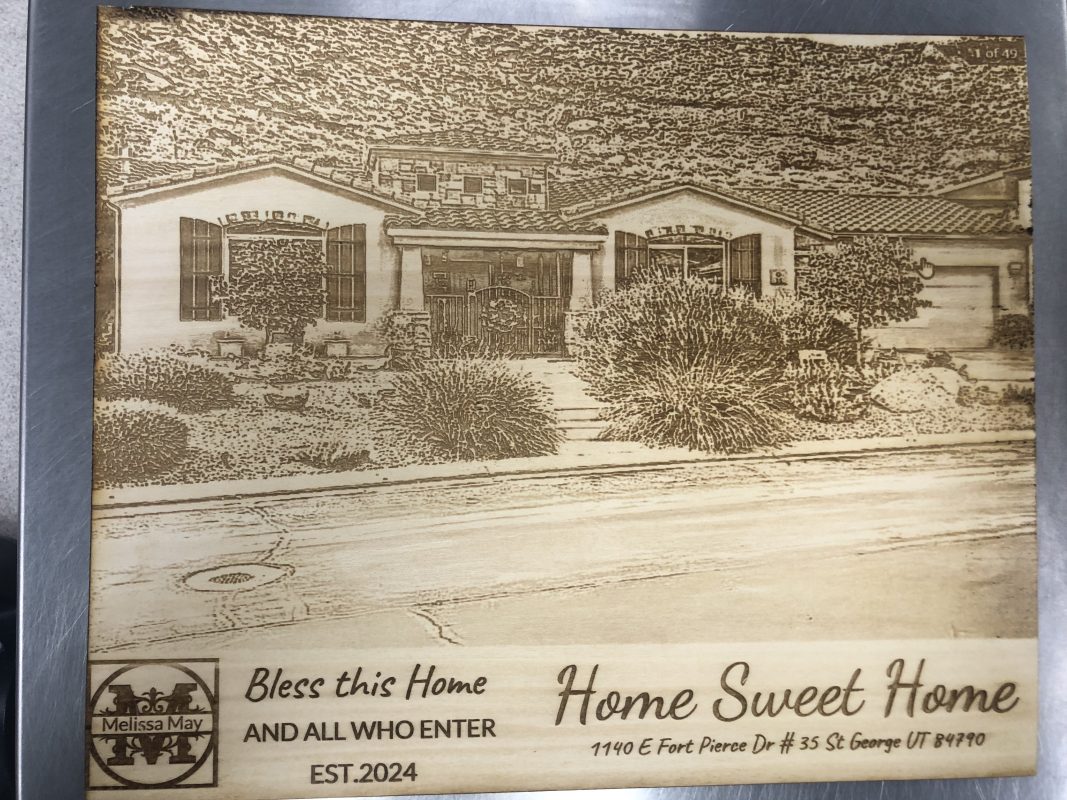 1 of 49
Melissa May
M
Bless this Home
AND ALL WHO ENTER
EST.2024
Home Sweet Home
1140 E Fort Pierce Dr # 35 St George UT 84790